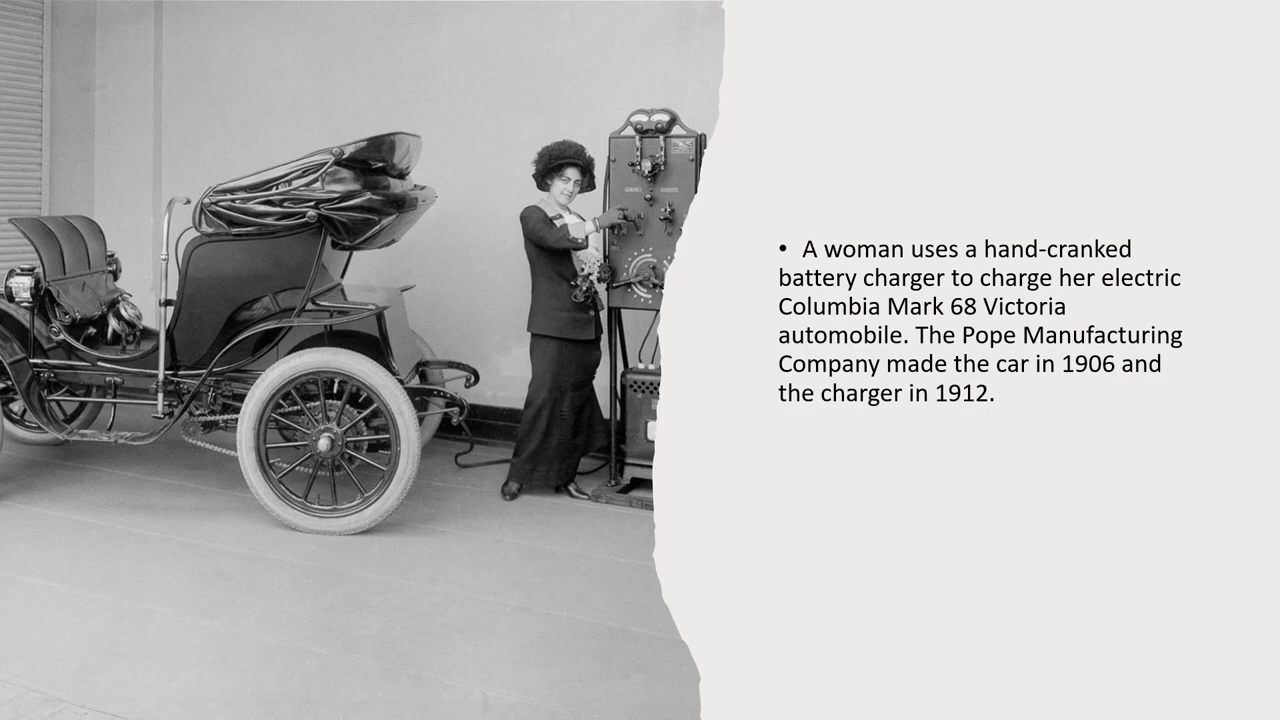 • A woman uses a hand-cranked
battery charger to charge her electric
Columbia Mark 68 Victoria
automobile. The Pope Manufacturing
Company made the car in 1906 and
the charger in 1912.